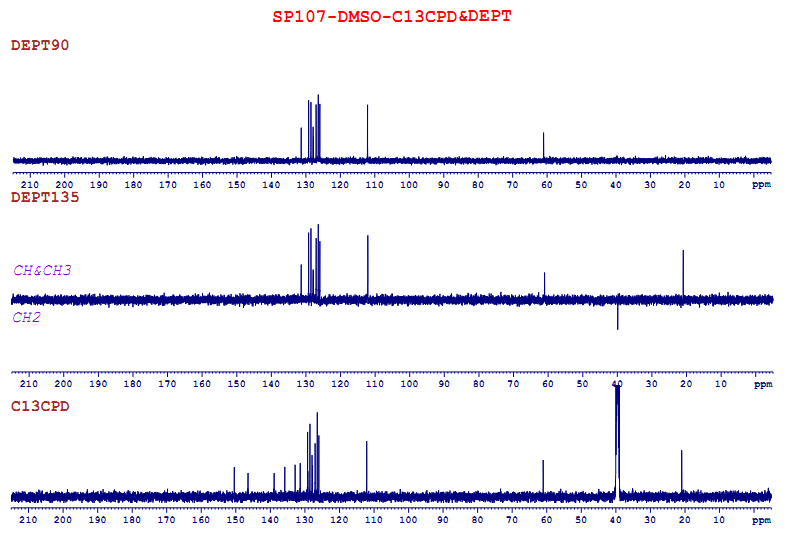 SP107-DMSO-C13CPD&DEPT
DEPT90
210 200 190 180 170 160 150 140 130 120 110 100 90 80 70 60 50 40 30 20 10 ppm
DEPT135
CH&CH3
CH2
210 200 190 180 170 160 150 140 130 120 110 100 90 80 70 60 50 40 30 20 10 ppm
C13CPD
210 200 190 180 170 160 150 140 130 120 110 100 90 80 70 60 50 40 30 20 10 ppm